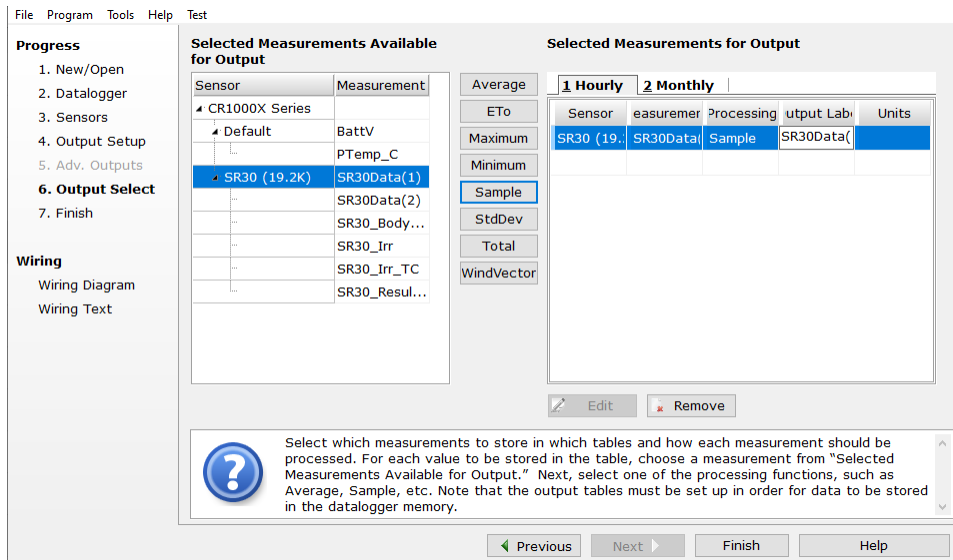 File Program Tools Help Test
Progress
1. New/Open
2. Datalogger
3. Sensors
4. Output Setup
5. Adv. Outputs
6. Output Select
7. Finish
Wiring
Wiring Diagram
Wiring Text
Selected Measurements Available
for Output
Sensor Measurement
CR1000X Series
Default BattV
PTemp_C
SR30 (19.2K) SR30Data(1)
SR30Data(2)
SR30_Body...
SR30_Irr
SR30_Irr_TC
SR30_Resul...
Average
ETo
Maximum
Minimum
Sample
StdDev
Total
WindVector
Selected Measurements for Output
1 Hourly 2 Monthly
Sensor easuremer Processing utput Labe Units
SR30 (19.: SR30Data( Sample SR30Data(
Edit Remove
Select which measurements to store in which tables and how each measurement should be
processed. For each value to be stored in the table, choose a measurement from “Selected
Measurements Available for Output.” Next, select one of the processing functions, such as
Average, Sample, etc. Note that the output tables must be set up in order for data to be stored
in the datalogger memory.
Previous Next Finish Help